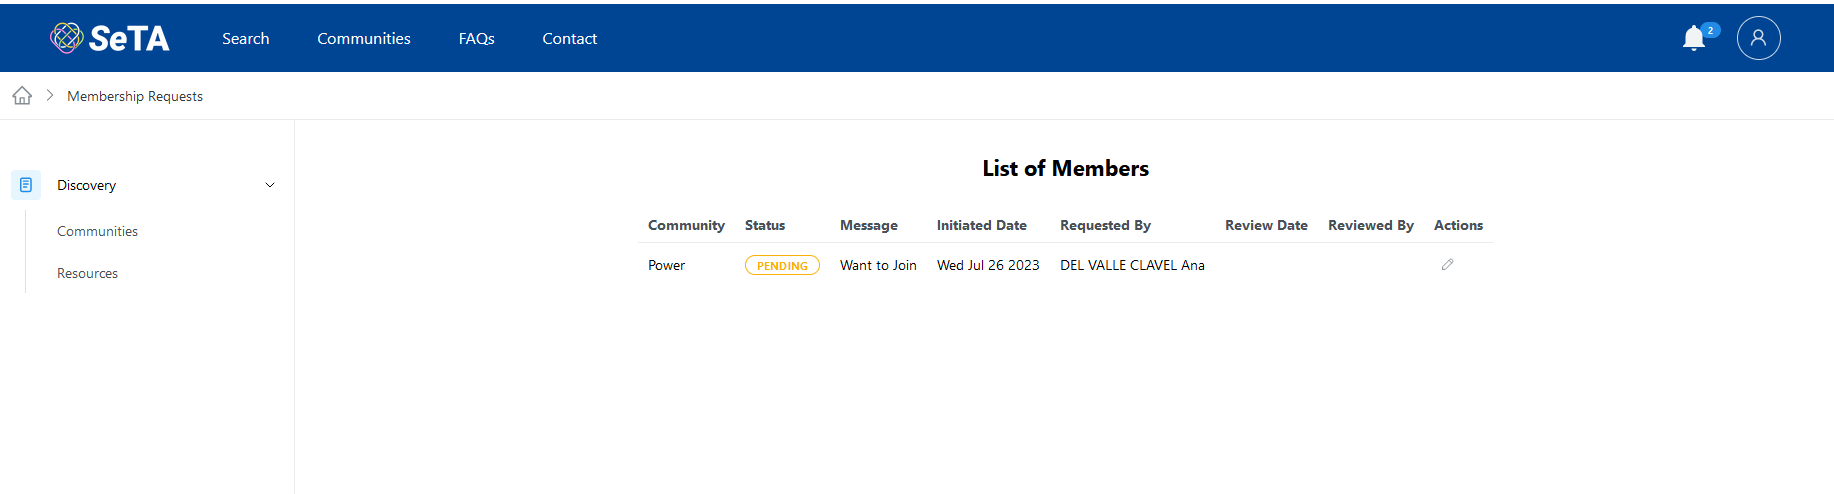 SeTA Search Communities FAQs Contact 2
Membership Requests
List of Members
Discovery
Communities
Resources
Community Status Message Initiated Date Requested By Review Date Reviewed By Actions
Power PENDING Want to Join Wed Jul 26 2023 DEL VALLE CLAVEL Ana